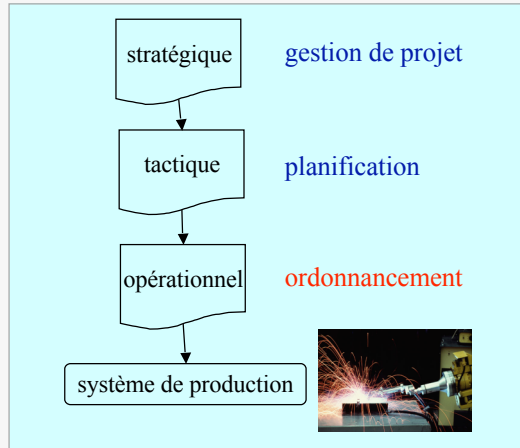 stratégique gestion de projet
tactique planification
opérationnel ordonnancement
système de production